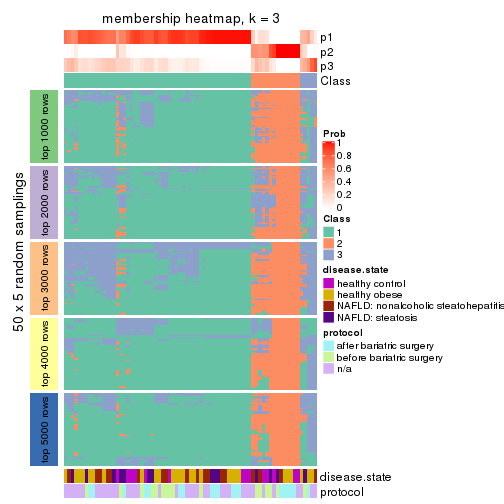 membership heatmap, k = 3
p1
p2
p3
Class
50 x 5 random samplings
top 1000 rows
top 2000 rows
top 3000 rows
top 4000 rows
top 5000 rows
Prob
1
0.8
0.6
0.4
0.2
0
Class
1
2
3
disease.state
healthy control
healthy obese
NAFLD: nonalcoholic steatohepatitis
NAFLD: steatosis
protocol
after bariatric surgery
before bariatric surgery
n/a
disease.state
protocol